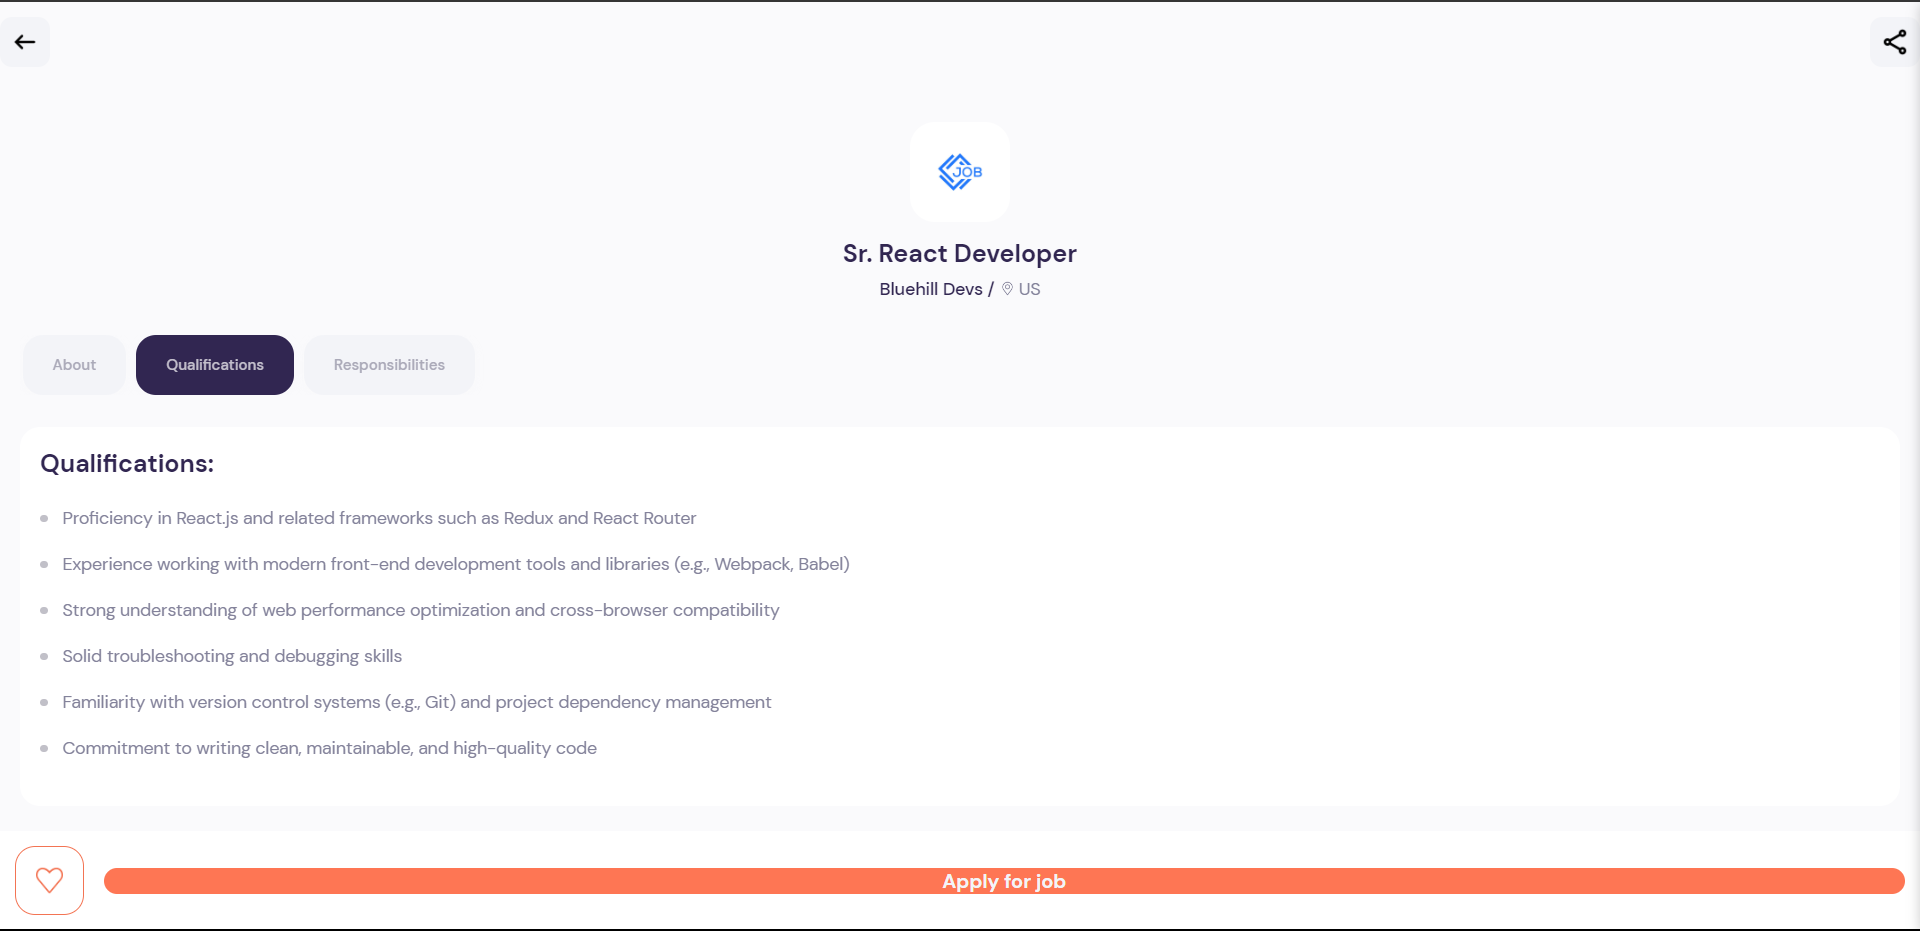 JOB
Sr. React Developer
Bluehill Devs / US
About
Qualifications
Responsibilities
Qualifications:
Proficiency in React.js and related frameworks such as Redux and React Router
Experience working with modern front-end development tools and libraries (e.g., Webpack, Babel)
Strong understanding of web performance optimization and cross-browser compatibility
Solid troubleshooting and debugging skills
Familiarity with version control systems (e.g., Git) and project dependency management
Commitment to writing clean, maintainable, and high-quality code
Apply for job